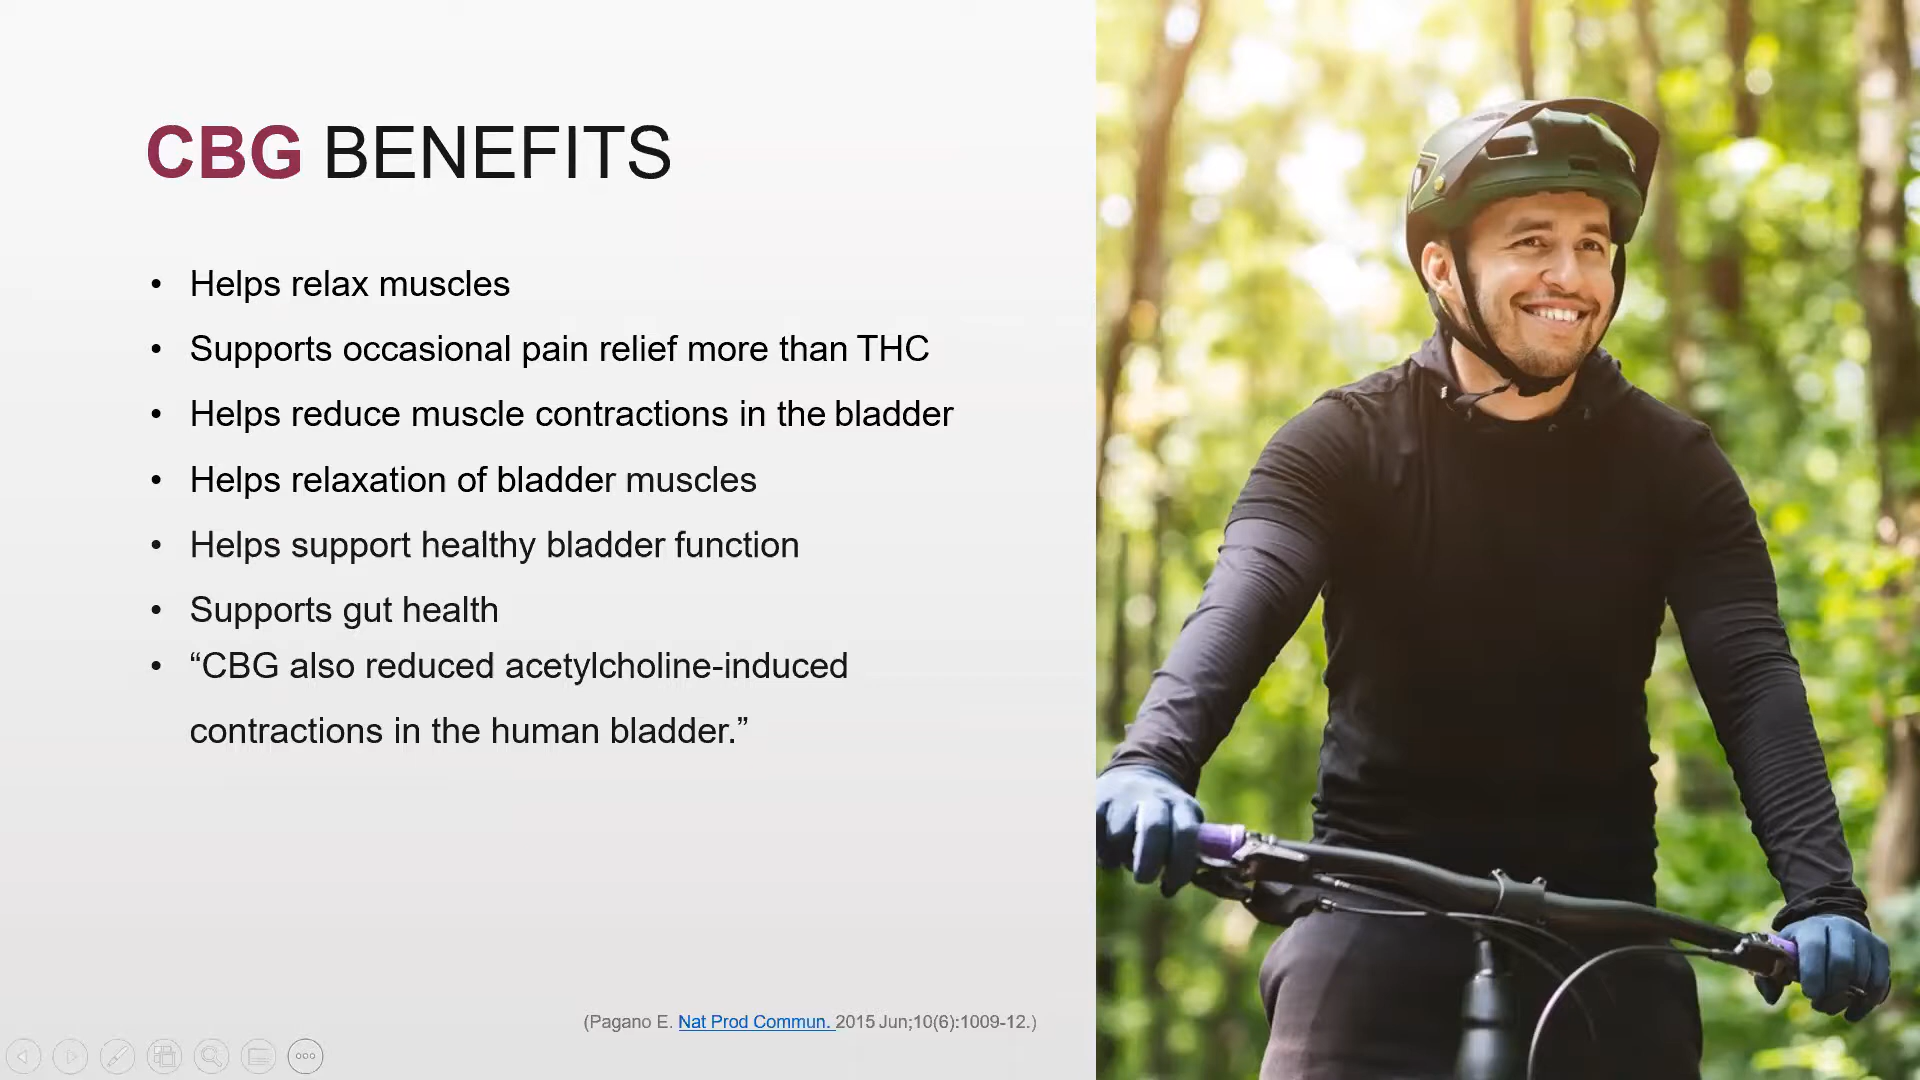 CBG BENEFITS
• Helps relax muscles
• Supports occasional pain relief more than THC
• Helps reduce muscle contractions in the bladder
• Helps relaxation of bladder muscles
• Helps support healthy bladder function
• Supports gut health
• “CBG also reduced acetylcholine-induced
contractions in the human bladder.”
(Pagano E. Nat Prod Commun. 2015 Jun;10(6):1009-12.)